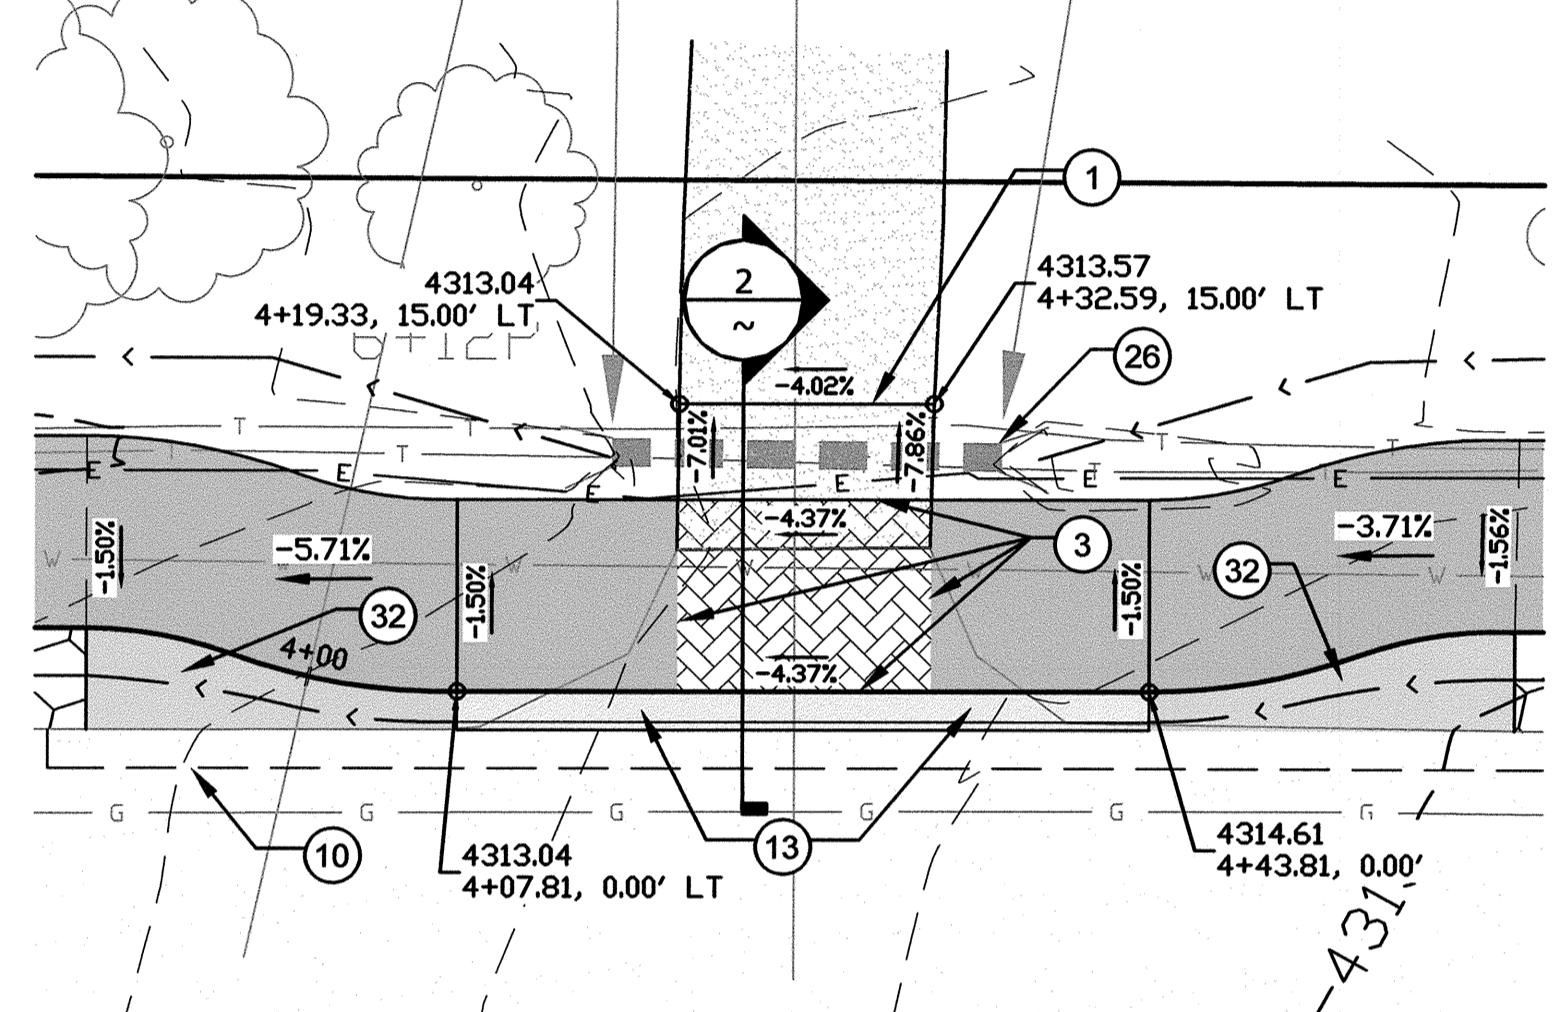 1
4313.57
4+32.59, 15.00' LT
4313.04
4+19.33, 15.00' LT
2
~
26
-4.02%
-7.01%
-7.86%
T
T
T
T
T
T
T
E
E
E
E
E
E
-4.37%
3
-1.50%
-5.71%
-3.71%
-1.56%
W
W
W
W
W
32
32
-1.50%
-1.50%
4+00
-4.37%
G
G
G
G
G
G
10
13
4313.04
4+07.81, 0.00' LT
4314.61
4+43.81, 0.00'
-431